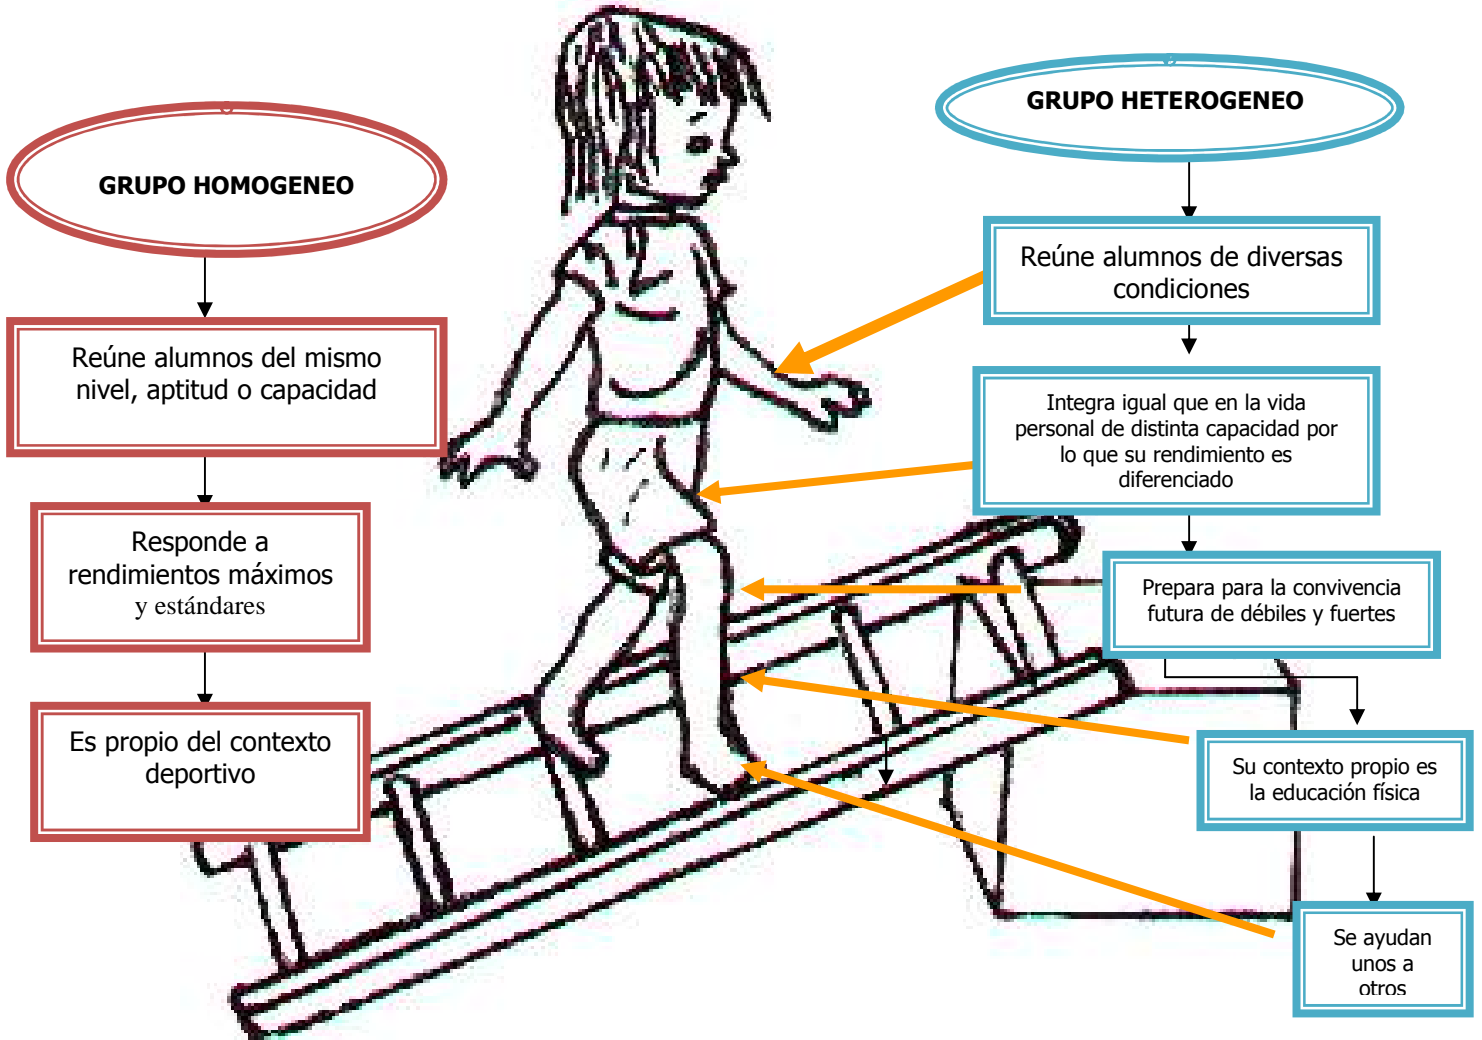 GRUPO HOMOGENEO
Reúne alumnos del mismo
nivel, aptitud o capacidad
Responde a
rendimientos máximos
y estándares
Es propio del contexto
deportivo
GRUPO HETEROGENEO
Reúne alumnos de diversas
condiciones
Integra igual que en la vida
personal de distinta capacidad por
lo que su rendimiento es
diferenciado
Prepara para la convivencia
futura de débiles y fuertes
Su contexto propio es
la educación física
Se ayudan
unos a
otros